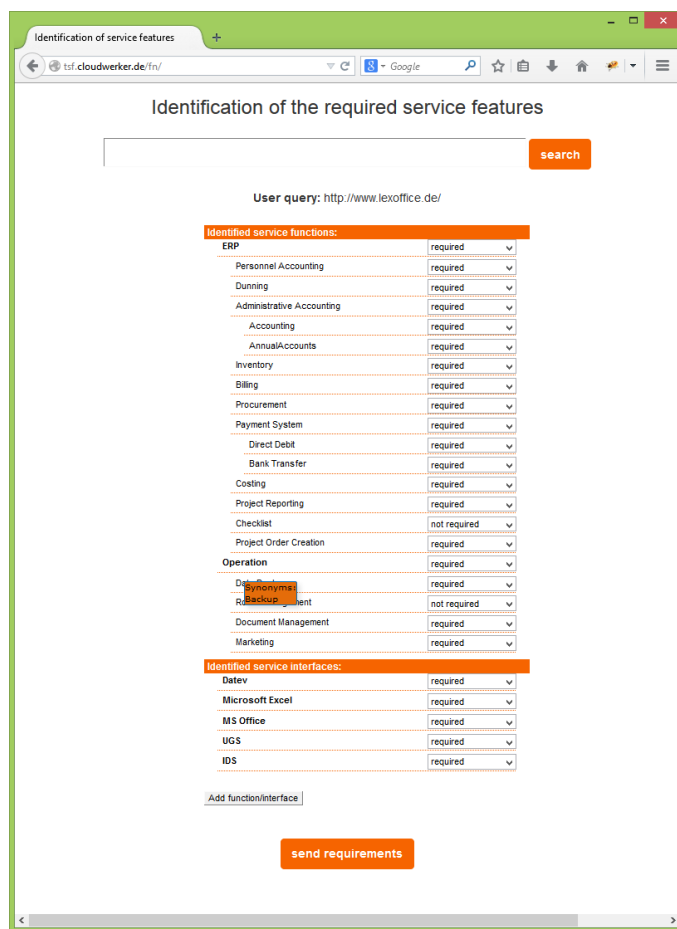 Identification of service features
tsf.cloudwerker.de/fn/
8 Google
Identification of the required service features
search
User query: http://www.lexoffice.de/
Identified service functions:
ERP required
Personnel Accounting required
Dunning required
Administrative Accounting required
Accounting required
AnnualAccounts required
Inventory required
Billing required
Procurement required
Payment System required
Direct Debit required
Bank Transfer required
Costing required
Project Reporting required
Checklist not required
Project Order Creation required
Operation required
required
Synonyms:
Backup
not required
Document Management required
Marketing required
Identified service interfaces:
Datev required
Microsoft Excel required
MS Office required
UGS required
IDS required
Add function/interface
send requirements